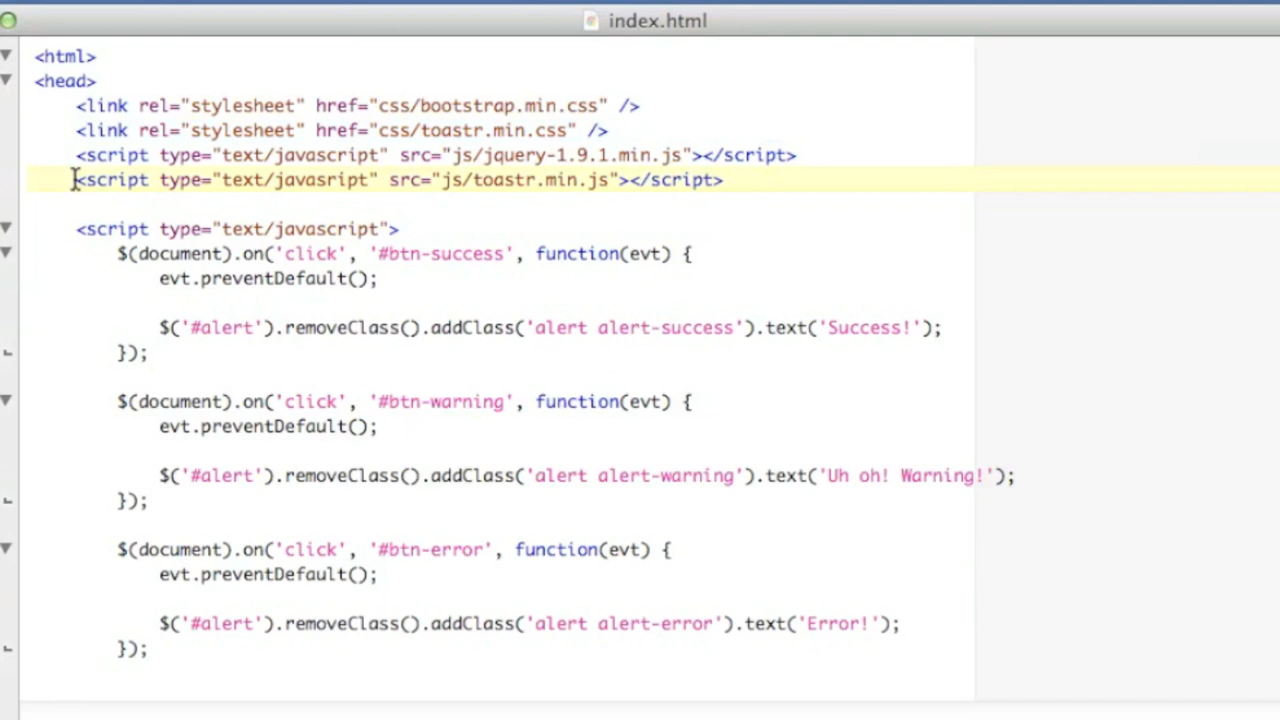 index.html
<html>
<head>
<link rel="stylesheet" href="css/bootstrap.min.css" />
<link rel="stylesheet" href="css/toastr.min.css" />
<script type="text/javascript" src="js/jquery-1.9.1.min.js"></script>
<script type="text/javasript" src="js/toastr.min.js"></script>
<script type="text/javascript">
$(document).on('click', '#btn-success', function(evt) {
evt.preventDefault();
$('#alert').removeClass().addClass('alert alert-success').text('Success!');
});
$(document).on('click', '#btn-warning', function(evt) {
evt.preventDefault();
$('#alert').removeClass().addClass('alert alert-warning').text('Uh oh! Warning!');
});
$(document).on('click', '#btn-error', function(evt) {
evt.preventDefault();
$('#alert').removeClass().addClass('alert alert-error').text('Error!');
});